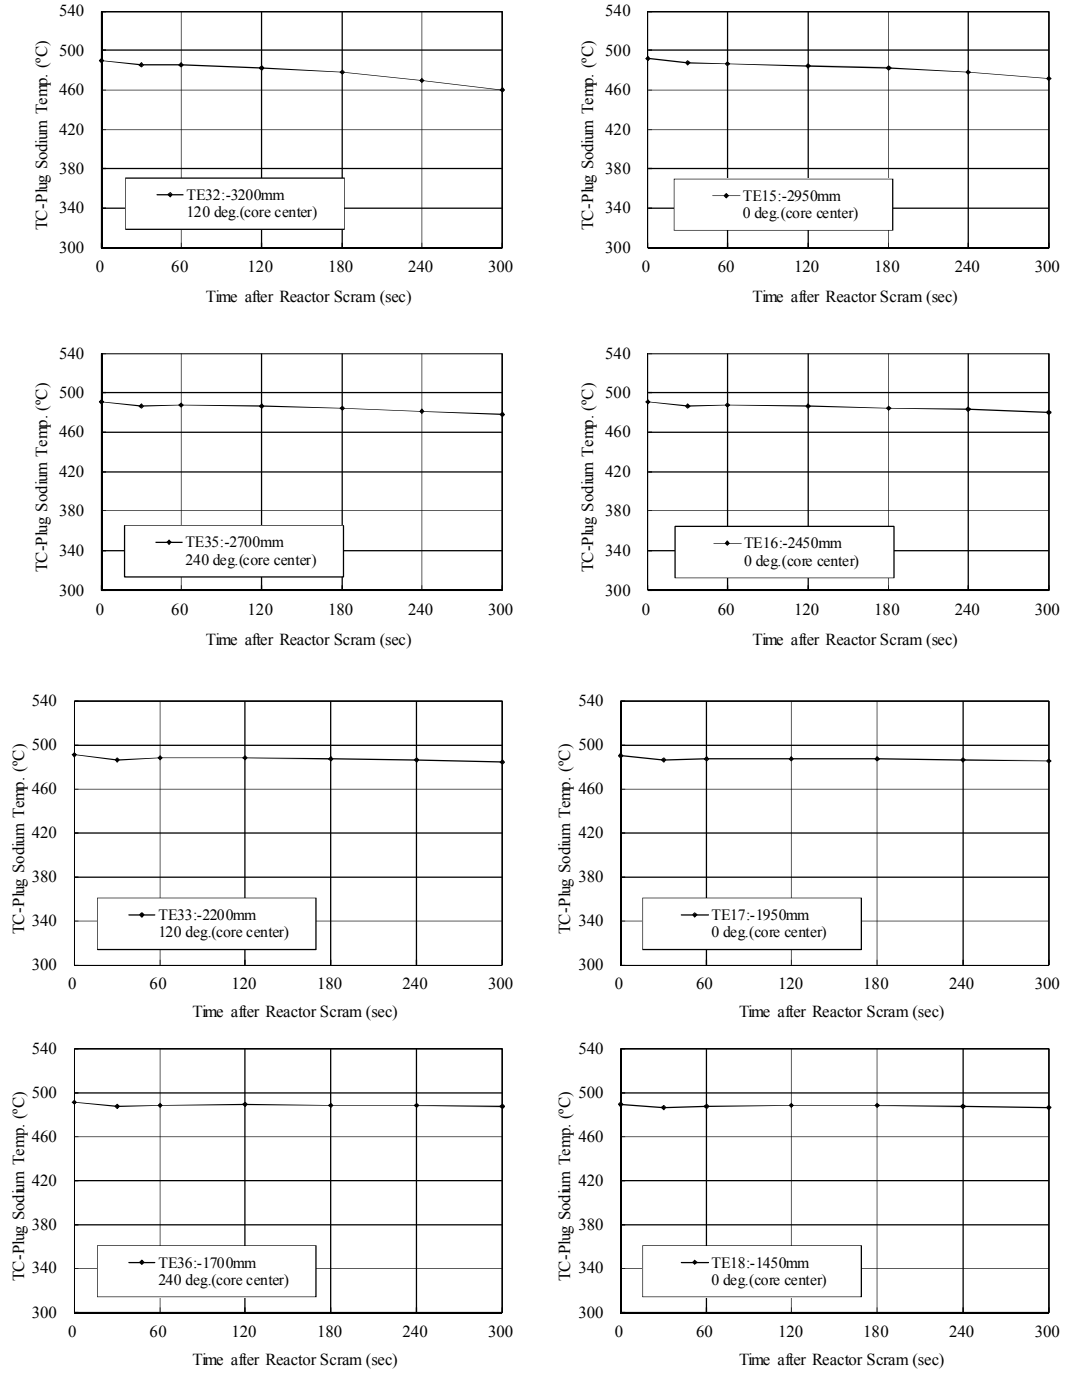 540
500
460
420
380
340
300
TC-Plug Sodium Temp. (ºC)
TE32:-3200mm
120 deg.(core center)
0 60 120 180 240 300
Time after Reactor Scram (sec)
540
500
460
420
380
340
300
TC-Plug Sodium Temp. (ºC)
TE15:-2950mm
0 deg.(core center)
0 60 120 180 240 300
Time after Reactor Scram (sec)
540
500
460
420
380
340
300
TC-Plug Sodium Temp. (ºC)
TE35:-2700mm
240 deg.(core center)
0 60 120 180 240 300
Time after Reactor Scram (sec)
540
500
460
420
380
340
300
TC-Plug Sodium Temp. (ºC)
TE16:-2450mm
0 deg.(core center)
0 60 120 180 240 300
Time after Reactor Scram (sec)
540
500
460
420
380
340
300
TC-Plug Sodium Temp. (ºC)
TE33:-2200mm
120 deg.(core center)
0 60 120 180 240 300
Time after Reactor Scram (sec)
540
500
460
420
380
340
300
TC-Plug Sodium Temp. (ºC)
TE17:-1950mm
0 deg.(core center)
0 60 120 180 240 300
Time after Reactor Scram (sec)
540
500
460
420
380
340
300
TC-Plug Sodium Temp. (ºC)
TE36:-1700mm
240 deg.(core center)
0 60 120 180 240 300
Time after Reactor Scram (sec)
540
500
460
420
380
340
300
TC-Plug Sodium Temp. (ºC)
TE18:-1450mm
0 deg.(core center)
0 60 120 180 240 300
Time after Reactor Scram (sec)